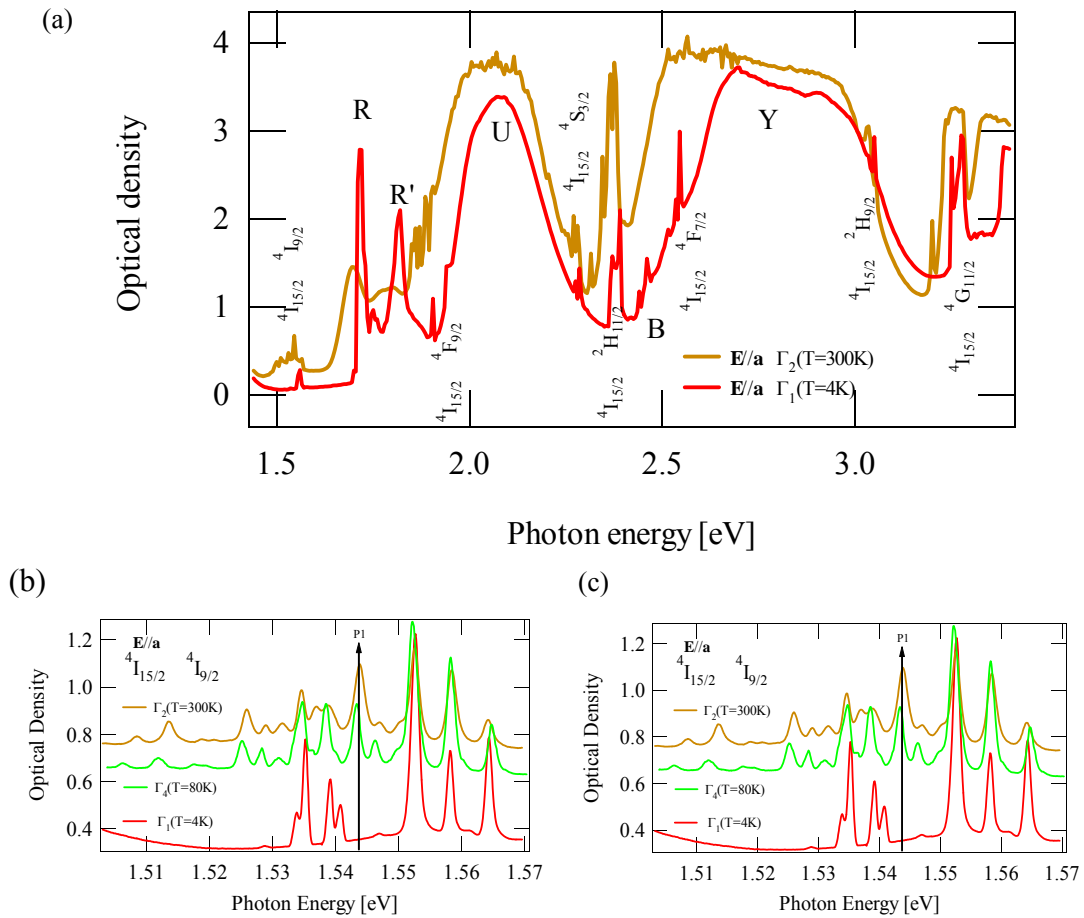 (a)
4
3
2
1
0
Optical density
R
R'
U
B
Y
⁴I₉/₂
⁴I₁₅/₂
⁴F₉/₂
⁴I₁₅/₂
⁴S₃/₂
⁴I₁₅/₂
²H₁₁/₂
⁴I₁₅/₂
⁴F₇/₂
⁴I₁₅/₂
²H₉/₂
⁴I₁₅/₂
⁴G₁₁/₂
⁴I₁₅/₂
E//a Γ₂(T=300K)
E//a Γ₁(T=4K)
1.5 2.0 2.5 3.0
Photon energy [eV]
(b)
1.2
1.0
0.8
0.6
0.4
Optical Density
E//a
⁴I₁₅/₂ ⁴I₉/₂
P1
Γ₂(T=300K)
Γ₄(T=80K)
Γ₁(T=4K)
1.51 1.52 1.53 1.54 1.55 1.56 1.57
Photon Energy [eV]
(c)
1.2
1.0
0.8
0.6
0.4
Optical Density
E//a
⁴I₁₅/₂ ⁴I₉/₂
P1
Γ₂(T=300K)
Γ₄(T=80K)
Γ₁(T=4K)
1.51 1.52 1.53 1.54 1.55 1.56 1.57
Photon Energy [eV]